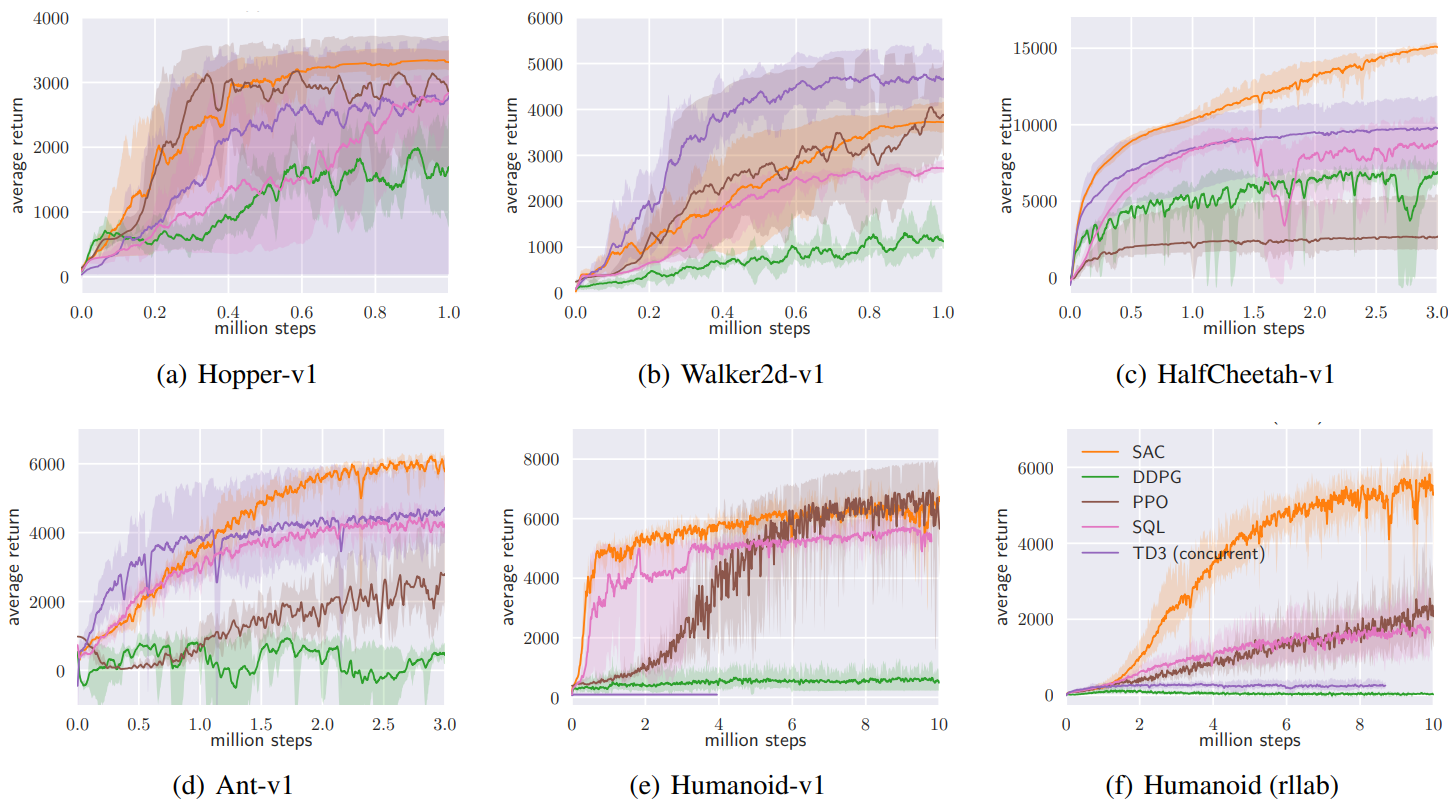 4000
3000
2000
1000
0
average return
0.0 0.2 0.4 0.6 0.8 1.0
million steps
(a) Hopper-v1
6000
5000
4000
3000
2000
1000
0
average return
0.0 0.2 0.4 0.6 0.8 1.0
million steps
(b) Walker2d-v1
15000
10000
5000
0
average return
0.0 0.5 1.0 1.5 2.0 2.5 3.0
million steps
(c) HalfCheetah-v1
6000
4000
2000
0
average return
0.0 0.5 1.0 1.5 2.0 2.5 3.0
million steps
(d) Ant-v1
8000
6000
4000
2000
0
average return
0 2 4 6 8 10
million steps
(e) Humanoid-v1
6000
4000
2000
0
average return
SAC
DDPG
PPO
SQL
TD3 (concurrent)
0 2 4 6 8 10
million steps
(f) Humanoid (rllab)